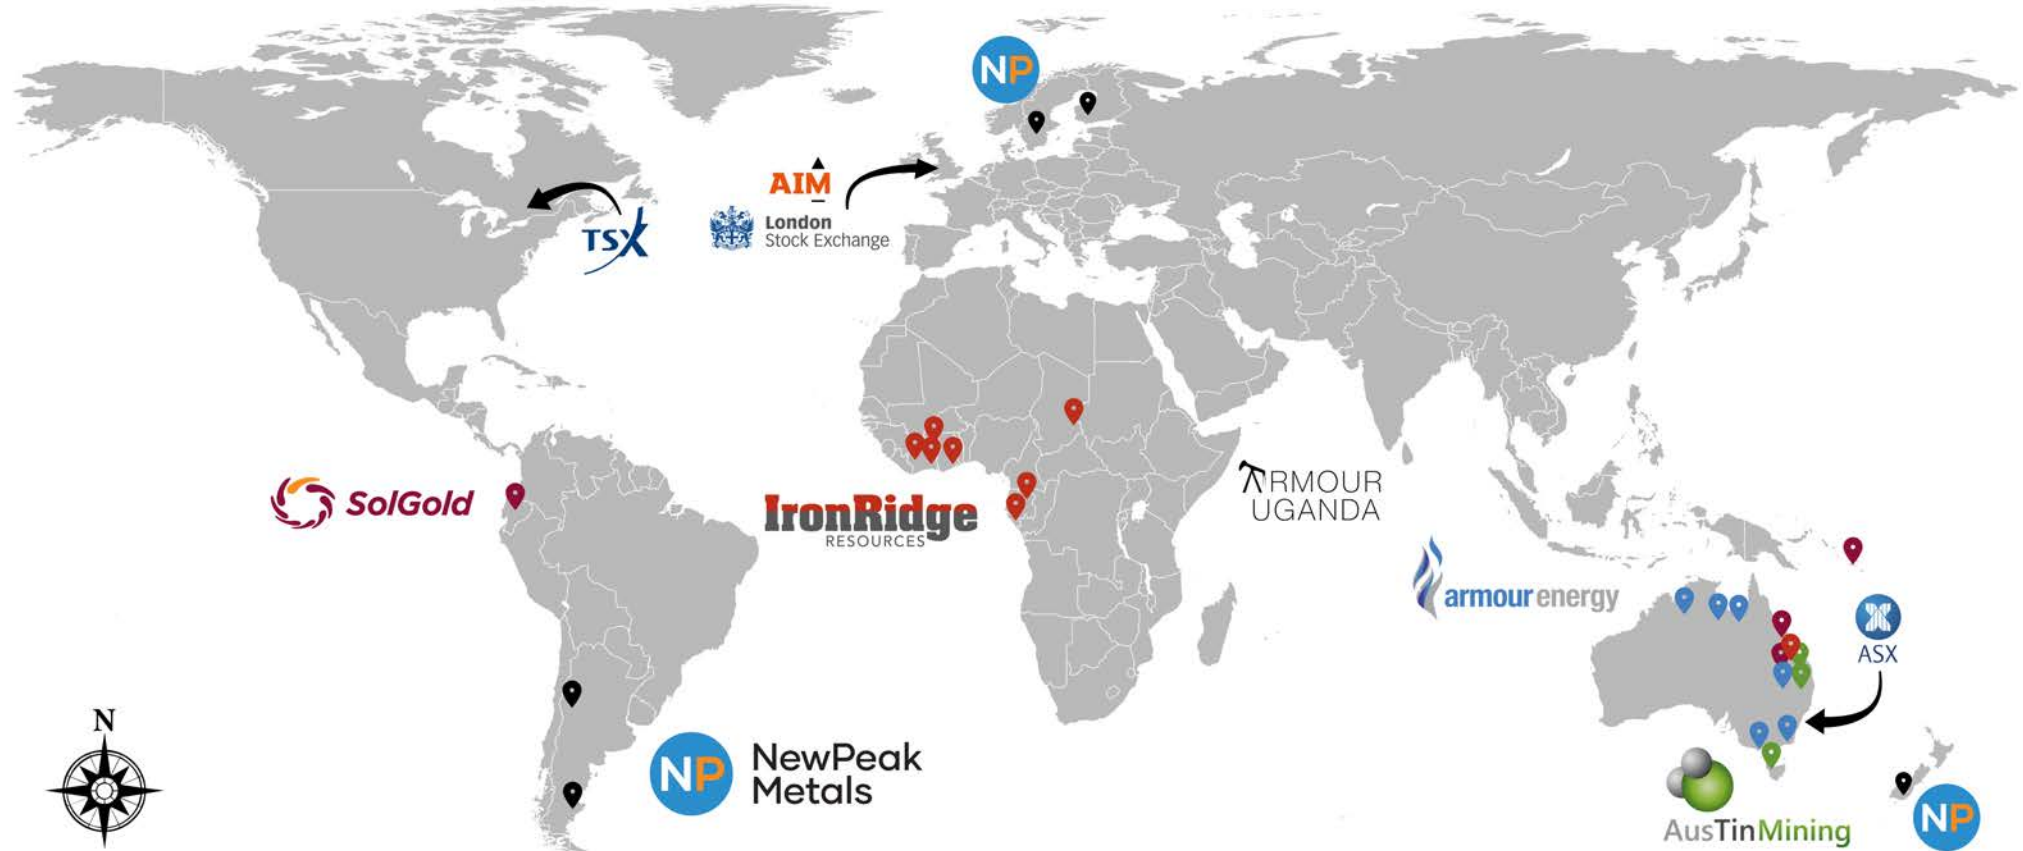 NP
AIM
London
Stock Exchange
TSX
SolGold
IronRidge
RESOURCES
ARMOUR
UGANDA
armour energy
ASX
N
NP
NewPeak
Metals
AusTinMining
NP